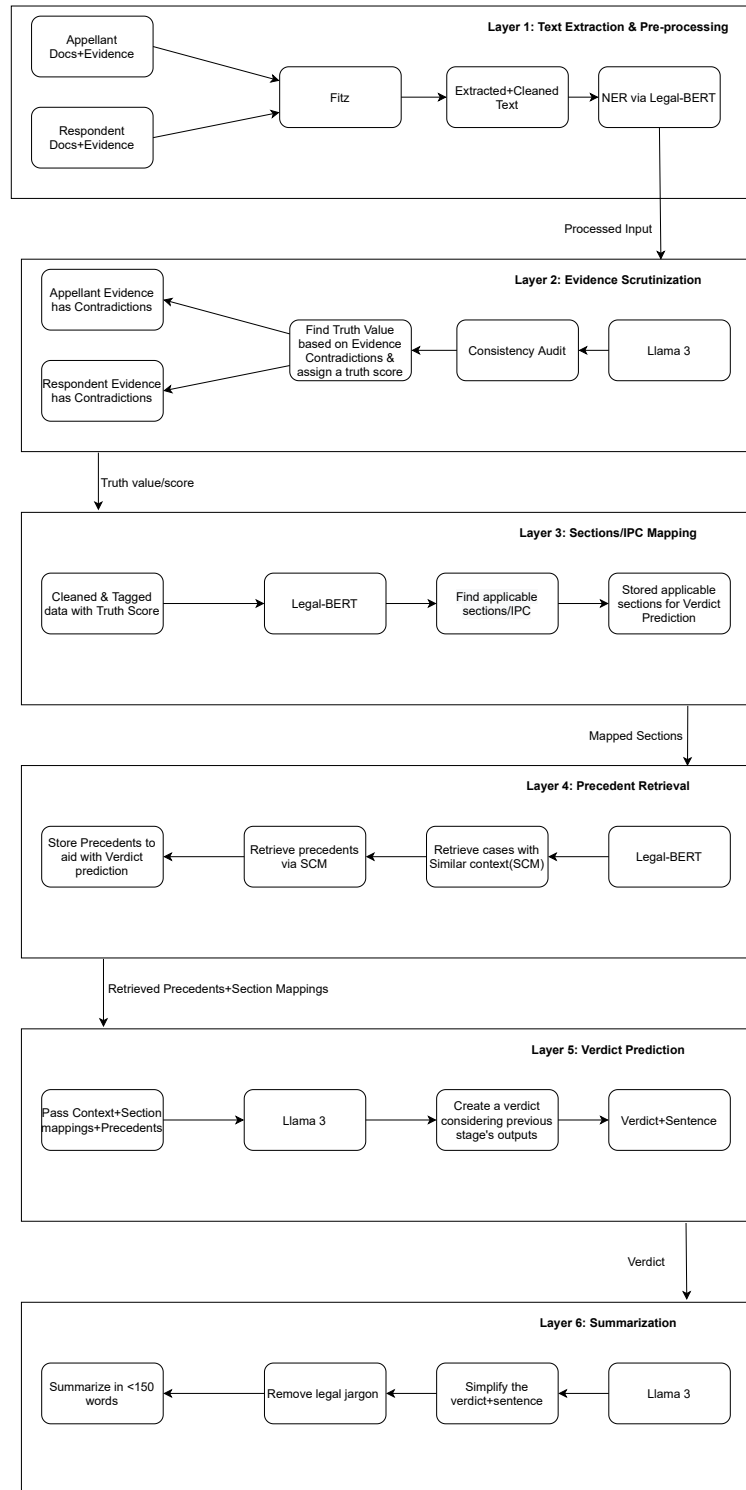 Layer 1: Text Extraction & Pre-processing
Appellant
Docs+Evidence
Respondent
Docs+Evidence
Fitz
Extracted+Cleaned
Text
NER via Legal-BERT
Processed Input
Layer 2: Evidence Scrutinization
Appellant Evidence
has Contradictions
Respondent Evidence
has Contradictions
Find Truth Value
based on Evidence
Contradictions &
assign a truth score
Consistency Audit
Llama 3
Truth value/score
Layer 3: Sections/IPC Mapping
Cleaned & Tagged
data with Truth Score
Legal-BERT
Find applicable
sections/IPC
Stored applicable
sections for Verdict
Prediction
Mapped Sections
Layer 4: Precedent Retrieval
Store Precedents to
aid with Verdict
prediction
Retrieve precedents
via SCM
Retrieve cases with
Similar context(SCM)
Legal-BERT
Retrieved Precedents+Section Mappings
Layer 5: Verdict Prediction
Pass Context+Section
mappings+Precedents
Llama 3
Create a verdict
considering previous
stage's outputs
Verdict+Sentence
Verdict
Layer 6: Summarization
Summarize in <150
words
Remove legal jargon
Simplify the
verdict+sentence
Llama 3